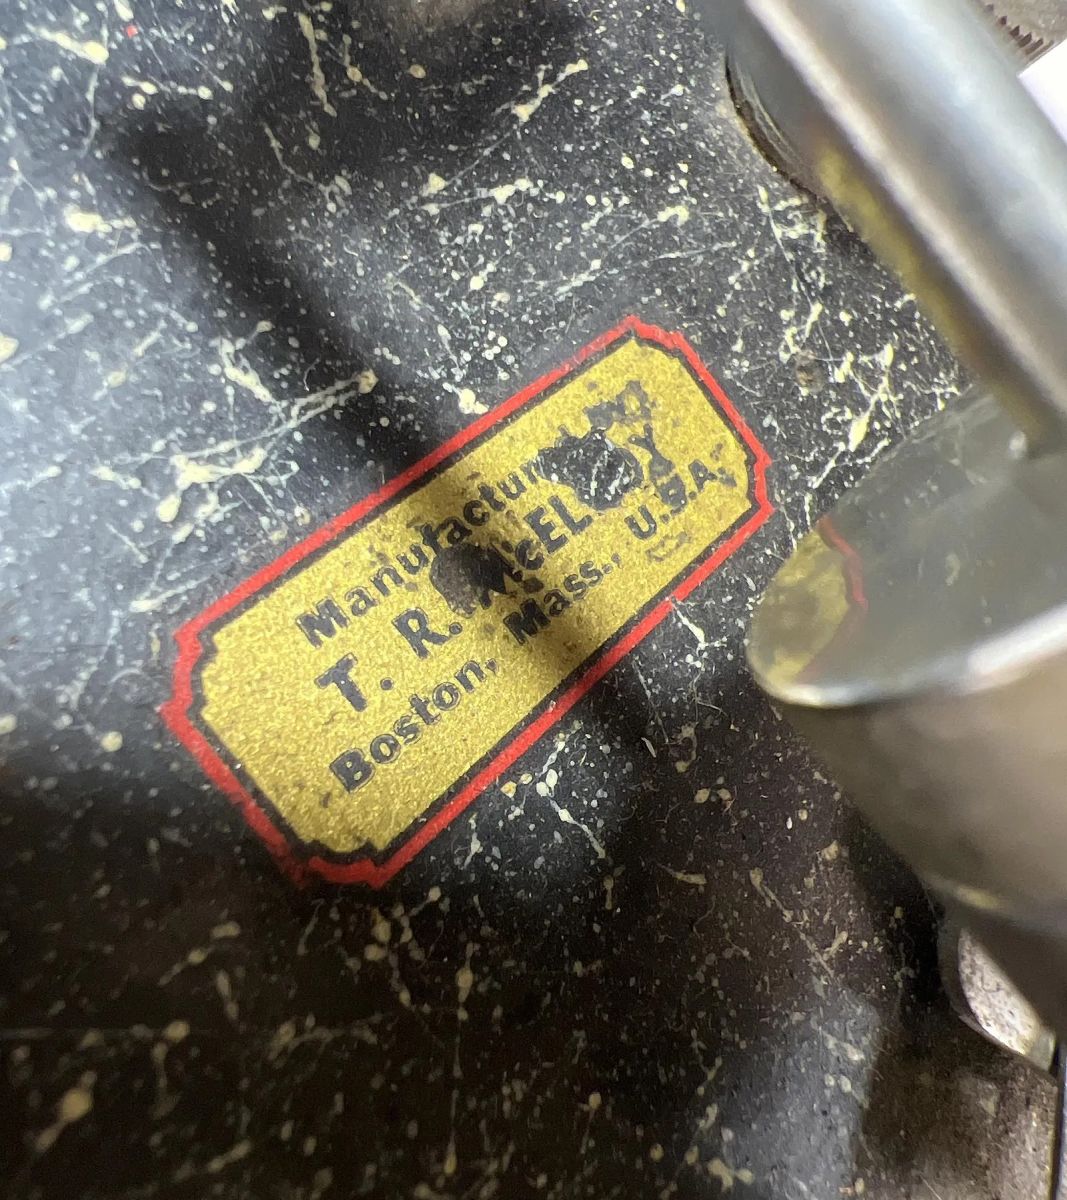 Manufactured by
T. R. McELROY
Boston, Mass., U.S.A.